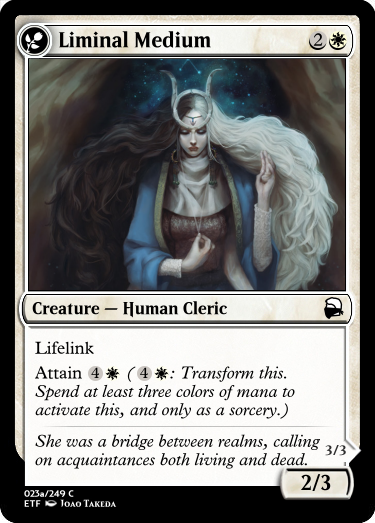 Liminal Medium 2
Creature — Human Cleric
Lifelink
Attain 4 ( 4 : Transform this.
Spend at least three colors of mana to
activate this, and only as a sorcery.)
She was a bridge between realms, calling
on acquaintances both living and dead.
3/3
2/3
023a/249 C
ETF Joao Takeda